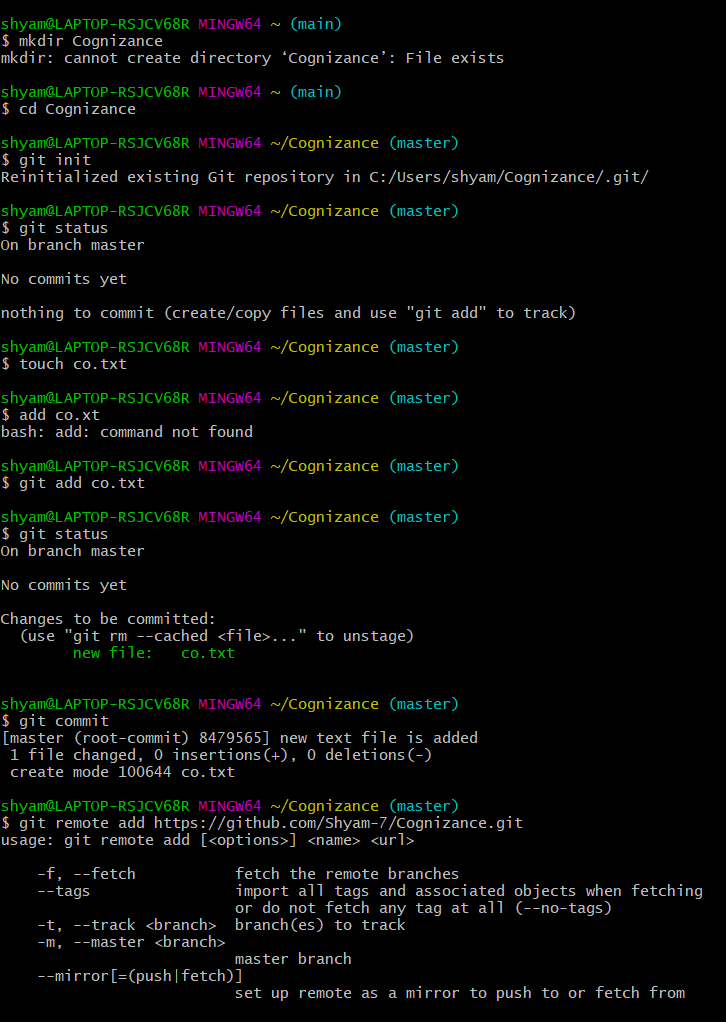 shyam@LAPTOP-RSJCV68R MINGW64 ~ (main)
$ mkdir Cognizance
mkdir: cannot create directory ‘Cognizance’: File exists
shyam@LAPTOP-RSJCV68R MINGW64 ~ (main)
$ cd Cognizance
shyam@LAPTOP-RSJCV68R MINGW64 ~/Cognizance (master)
$ git init
Reinitialized existing Git repository in C:/Users/shyam/Cognizance/.git/
shyam@LAPTOP-RSJCV68R MINGW64 ~/Cognizance (master)
$ git status
On branch master
No commits yet
nothing to commit (create/copy files and use "git add" to track)
shyam@LAPTOP-RSJCV68R MINGW64 ~/Cognizance (master)
$ touch co.txt
shyam@LAPTOP-RSJCV68R MINGW64 ~/Cognizance (master)
$ add co.xt
bash: add: command not found
shyam@LAPTOP-RSJCV68R MINGW64 ~/Cognizance (master)
$ git add co.txt
shyam@LAPTOP-RSJCV68R MINGW64 ~/Cognizance (master)
$ git status
On branch master
No commits yet
Changes to be committed:
  (use "git rm --cached <file>..." to unstage)
        new file:   co.txt
shyam@LAPTOP-RSJCV68R MINGW64 ~/Cognizance (master)
$ git commit
[master (root-commit) 8479565] new text file is added
 1 file changed, 0 insertions(+), 0 deletions(-)
 create mode 100644 co.txt
shyam@LAPTOP-RSJCV68R MINGW64 ~/Cognizance (master)
$ git remote add https://github.com/Shyam-7/Cognizance.git
usage: git remote add [<options>] <name> <url>
    -f, --fetch           fetch the remote branches
    --tags                import all tags and associated objects when fetching
                          or do not fetch any tag at all (--no-tags)
    -t, --track <branch>  branch(es) to track
    -m, --master <branch>
                          master branch
    --mirror[=(push|fetch)]
                          set up remote as a mirror to push to or fetch from